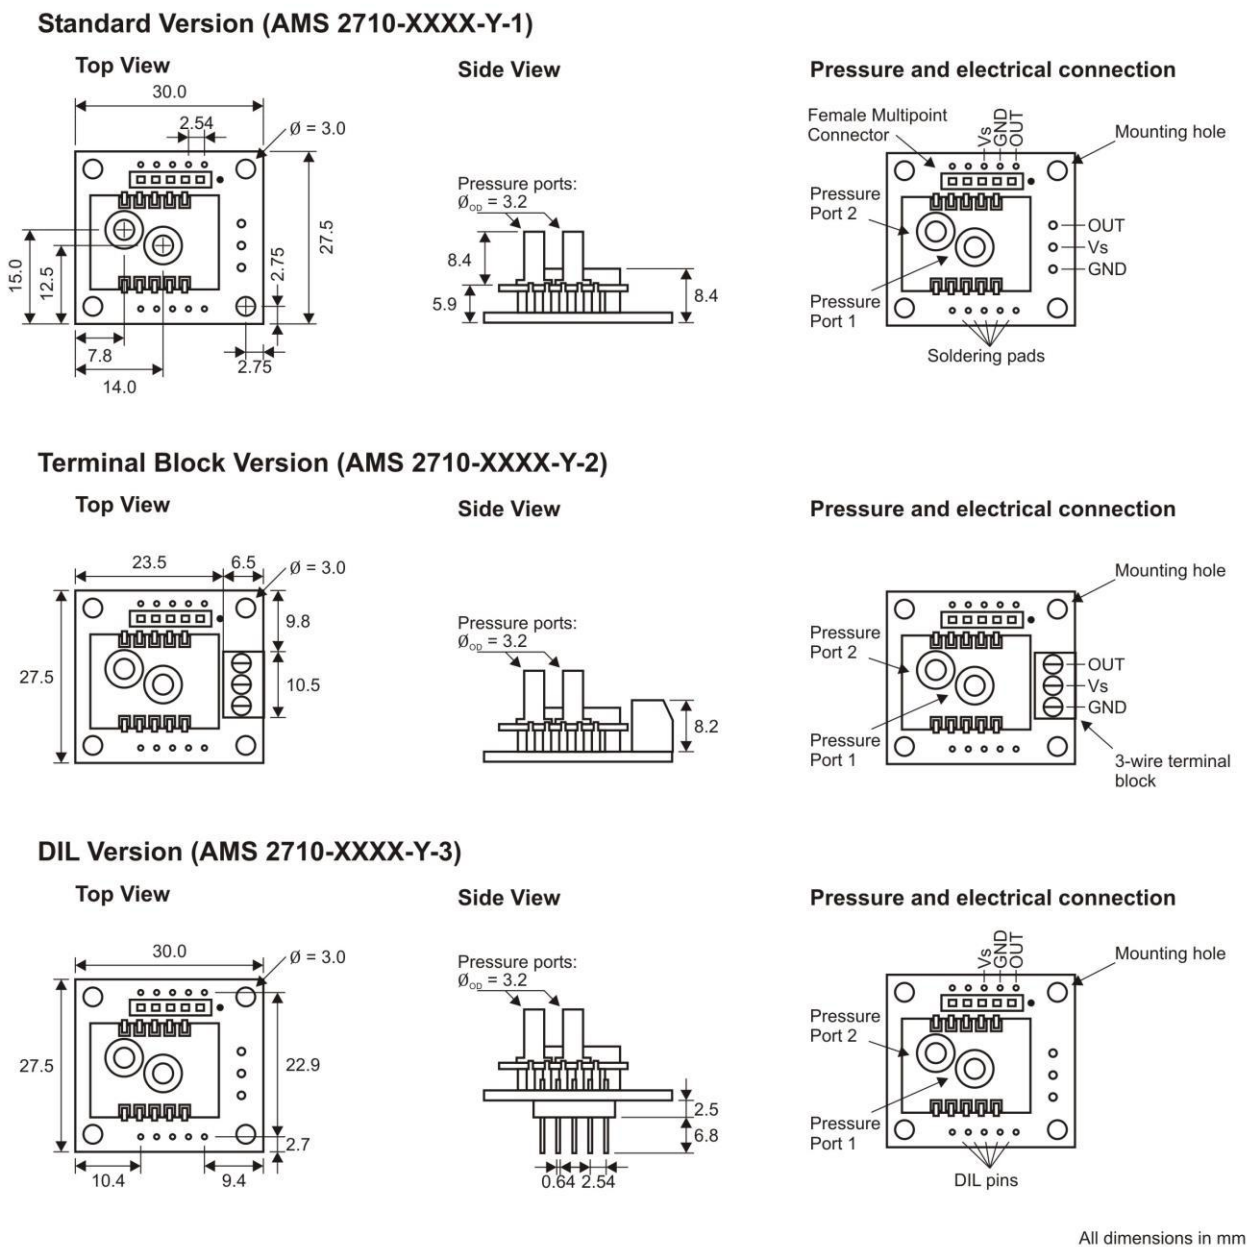 Standard Version (AMS 2710-XXXX-Y-1)
Top View
Side View
Pressure and electrical connection
30.0
2.54
Ø = 3.0
27.5
15.0
12.5
2.75
7.8
2.75
14.0
Pressure ports:
ØOD = 3.2
8.4
5.9
8.4
Female Multipoint
Connector
Vs
GND
OUT
Mounting hole
Pressure
Port 2
OUT
Vs
GND
Pressure
Port 1
Soldering pads
Terminal Block Version (AMS 2710-XXXX-Y-2)
Top View
Side View
Pressure and electrical connection
23.5
6.5
Ø = 3.0
9.8
27.5
10.5
Pressure ports:
ØOD = 3.2
8.2
Mounting hole
Pressure
Port 2
OUT
Vs
GND
Pressure
Port 1
3-wire terminal
block
DIL Version (AMS 2710-XXXX-Y-3)
Top View
Side View
Pressure and electrical connection
30.0
Ø = 3.0
27.5
22.9
2.7
10.4
9.4
Pressure ports:
ØOD = 3.2
2.5
6.8
0.64 2.54
Vs
GND
OUT
Mounting hole
Pressure
Port 2
Pressure
Port 1
DIL pins
All dimensions in mm